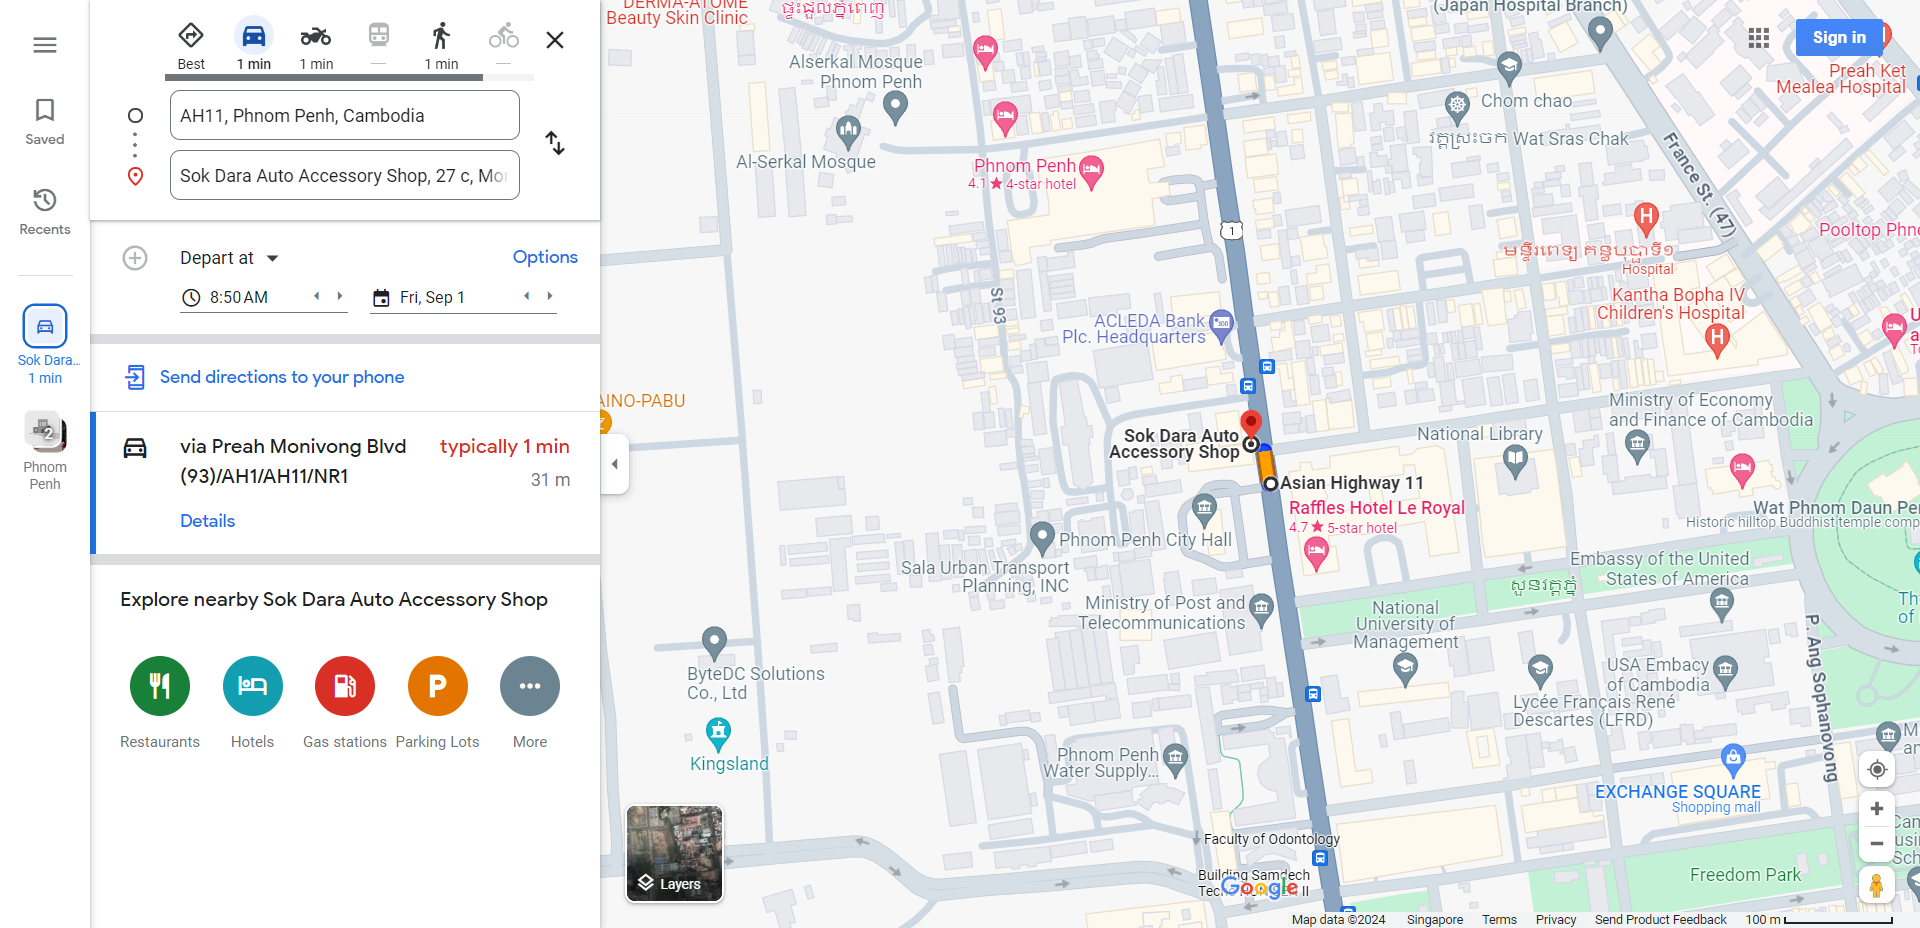 Best
1 min
1 min
1 min
AH11, Phnom Penh, Cambodia
Sok Dara Auto Accessory Shop, 27 c, Mor
Saved
Recents
Sok Dara...
1 min
2
Phnom
Penh
Depart at
Options
8:50 AM
Fri, Sep 1
Send directions to your phone
via Preah Monivong Blvd
(93)/AH1/AH11/NR1
typically 1 min
31 m
Details
Explore nearby Sok Dara Auto Accessory Shop
Restaurants
Hotels
Gas stations
P
Parking Lots
More
DERMA-ATOME
Beauty Skin Clinic
ផ្ទះជួលភ្នំពេញ
(Japan Hospital Branch)
Sign in
Preah Ket
Mealea Hospital
Alserkal Mosque
Phnom Penh
Al-Serkal Mosque
Phnom Penh
4.1★ 4-star hotel
Chom chao
វត្តស្រះចក Wat Sras Chak
France St. (47)
1
H
មន្ទីរពេទ្យ គន្ធបុប្ផាទី១
Hospital
Pooltop Phno
Kantha Bopha IV
Children's Hospital
H
St 93
ACLEDA Bank
Plc. Headquarters
AINO-PABU
Sok Dara Auto
Accessory Shop
Asian Highway 11
Raffles Hotel Le Royal
4.7★ 5-star hotel
Ministry of Economy
and Finance of Cambodia
National Library
Wat Phnom Daun Pe
Historic hilltop Buddhist temple comp
Phnom Penh City Hall
Sala Urban Transport
Planning, INC
Embassy of the United
States of America
សួនវត្តភ្នំ
Ministry of Post and
Telecommunications
National
University of
Management
Th
of
P. Ang Sophanovong
ByteDC Solutions
Co., Ltd
USA Embacy
of Cambodia
Lycée Français René
Descartes (LFRD)
Kingsland
Phnom Penh
Water Supply...
EXCHANGE SQUARE
Shopping mall
Faculty of Odontology
Building Samdech
Google
Freedom Park
Layers
Map data ©2024
Singapore
Terms
Privacy
Send Product Feedback
100 m